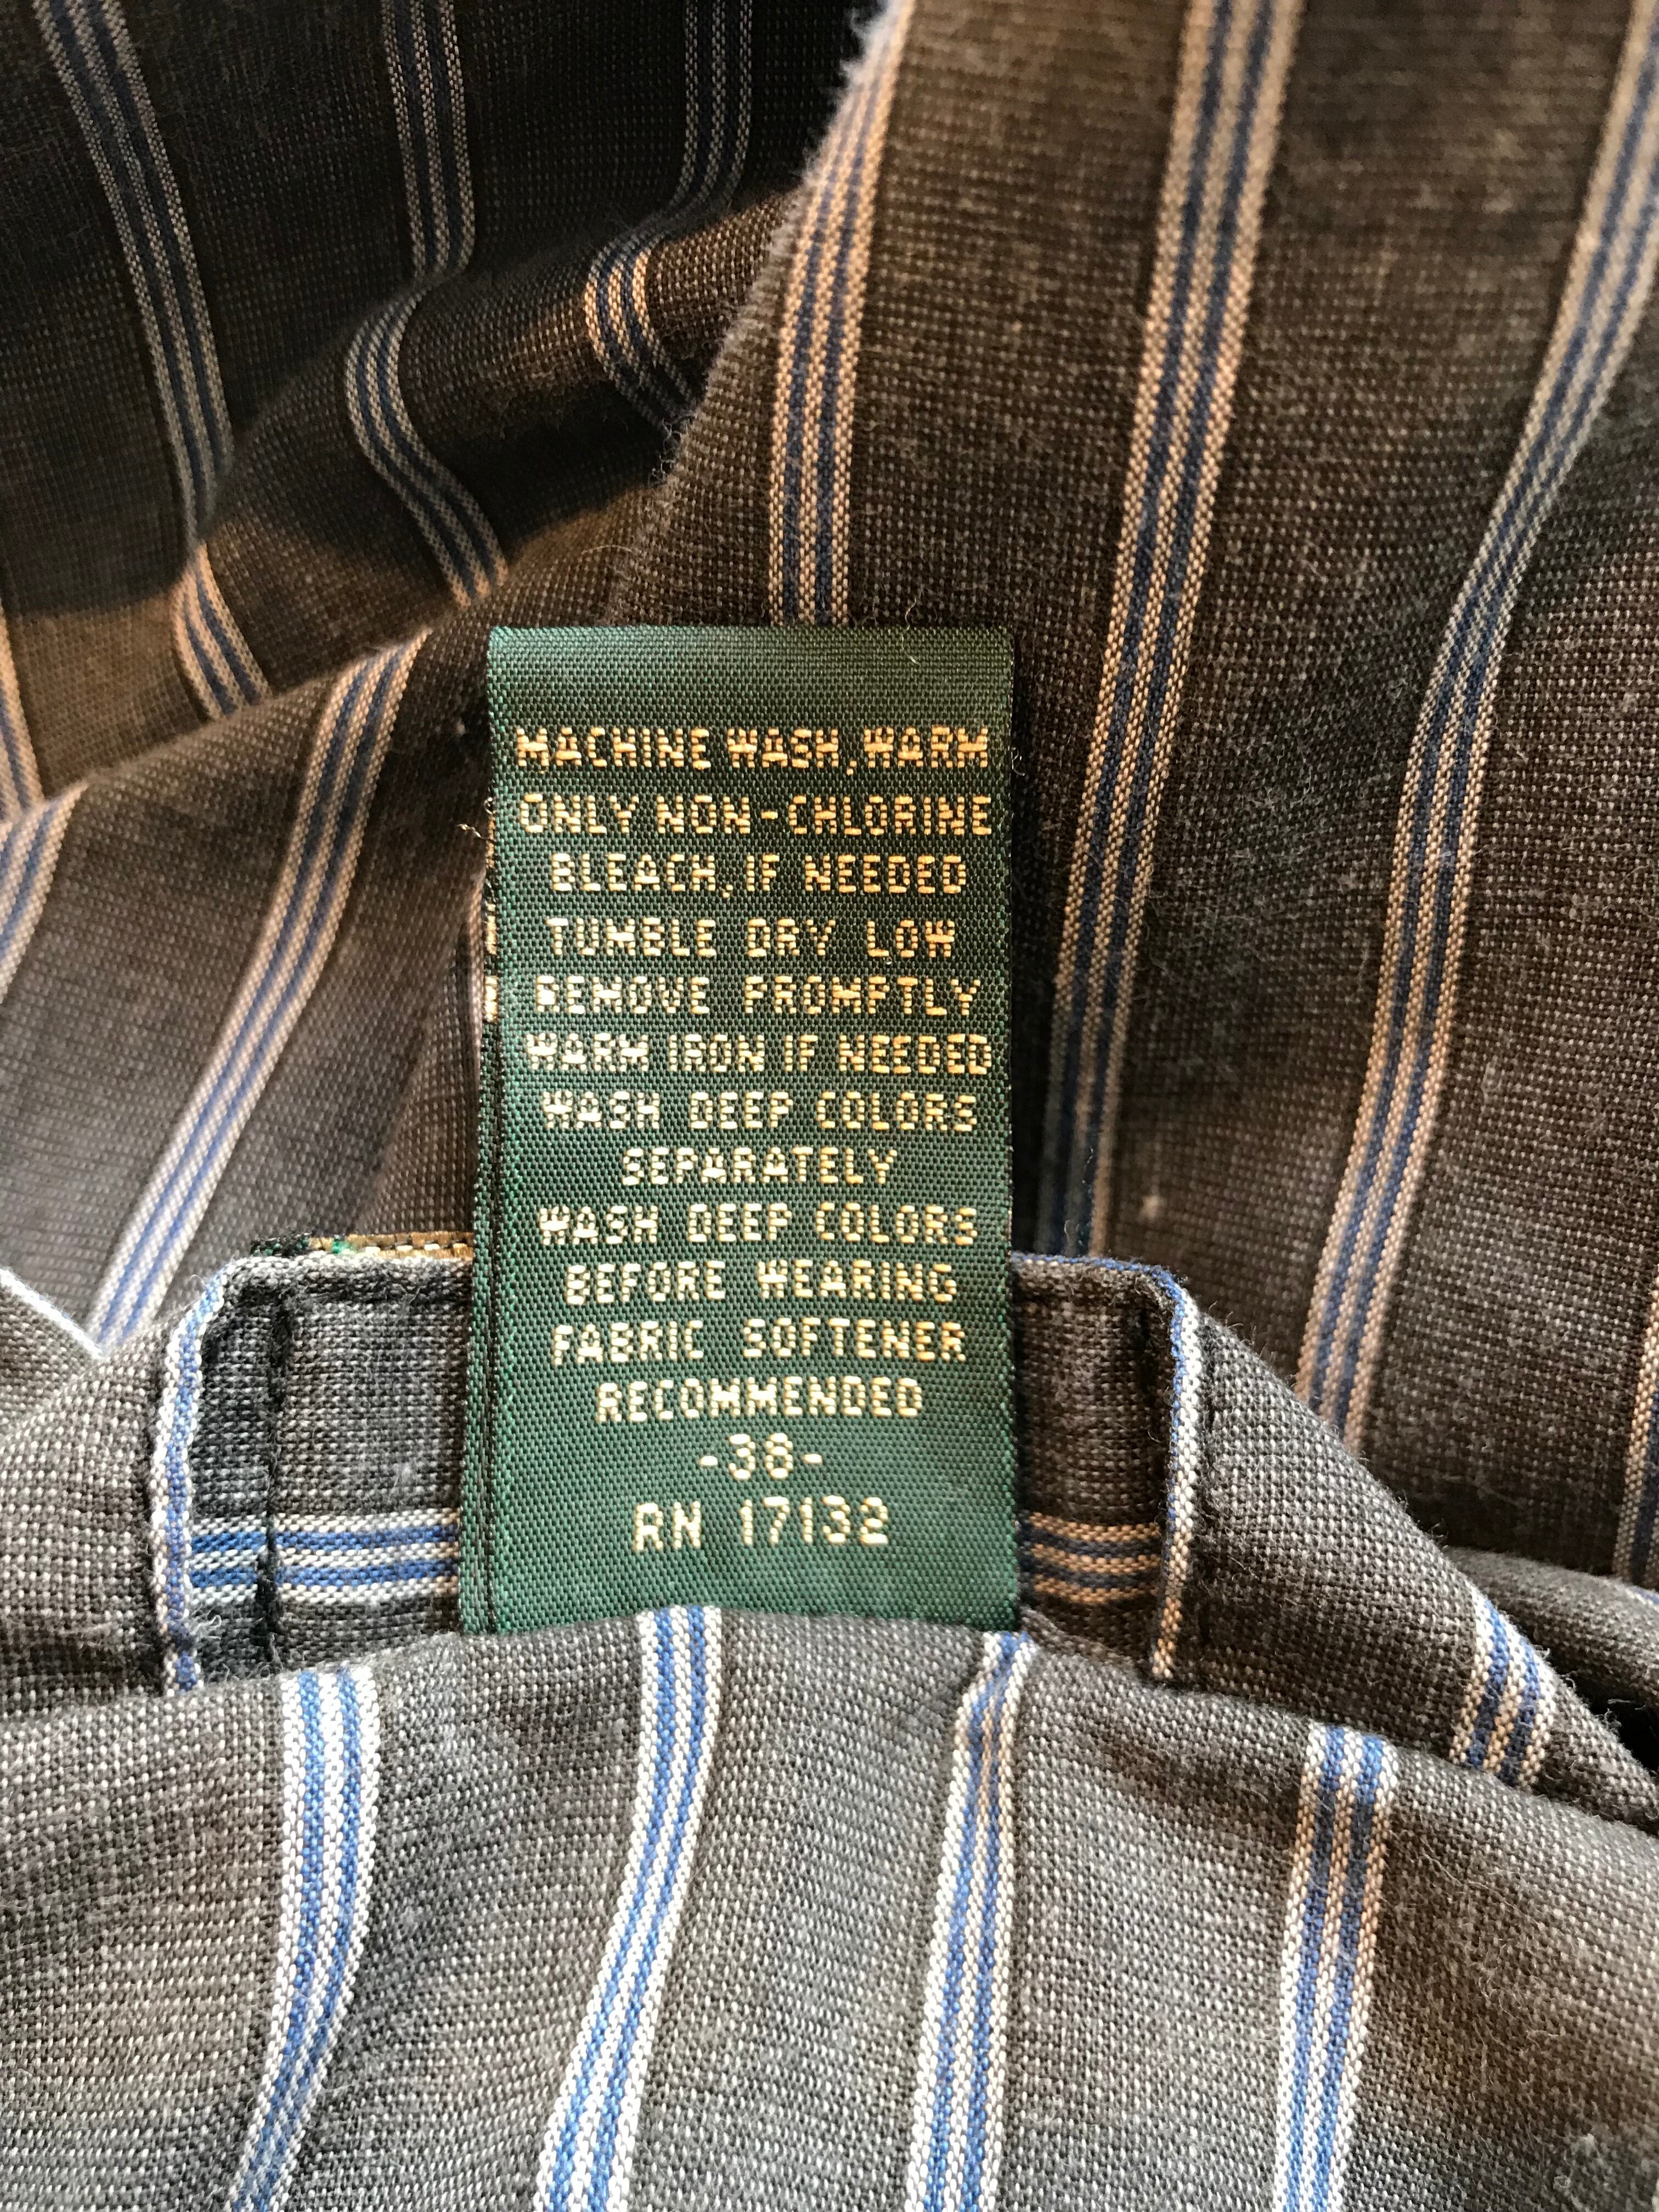 MACHINE WASH, WARM
ONLY NON-CHLORINE
BLEACH, IF NEEDED
TUMBLE DRY LOW
REMOVE PROMPTLY
WARM IRON IF NEEDED
WASH DEEP COLORS
SEPARATELY
WASH DEEP COLORS
BEFORE WEARING
FABRIC SOFTENER
RECOMMENDED
-38-
RN 17132